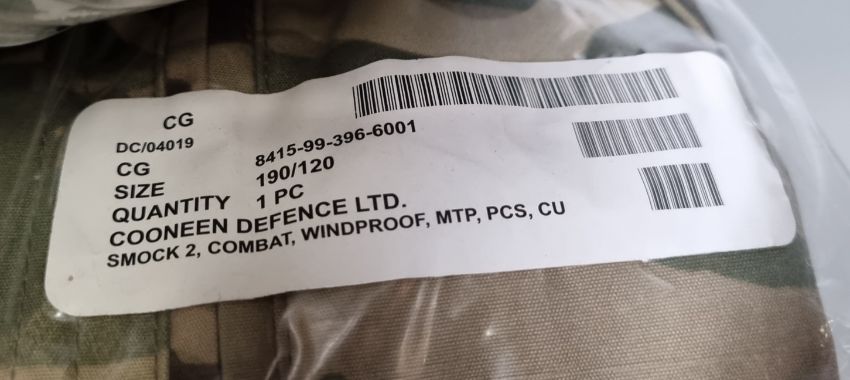 CG
DC/04019
CG 8415-99-396-6001
SIZE 190/120
QUANTITY 1 PC
COONEEN DEFENCE LTD.
SMOCK 2, COMBAT, WINDPROOF, MTP, PCS, CU